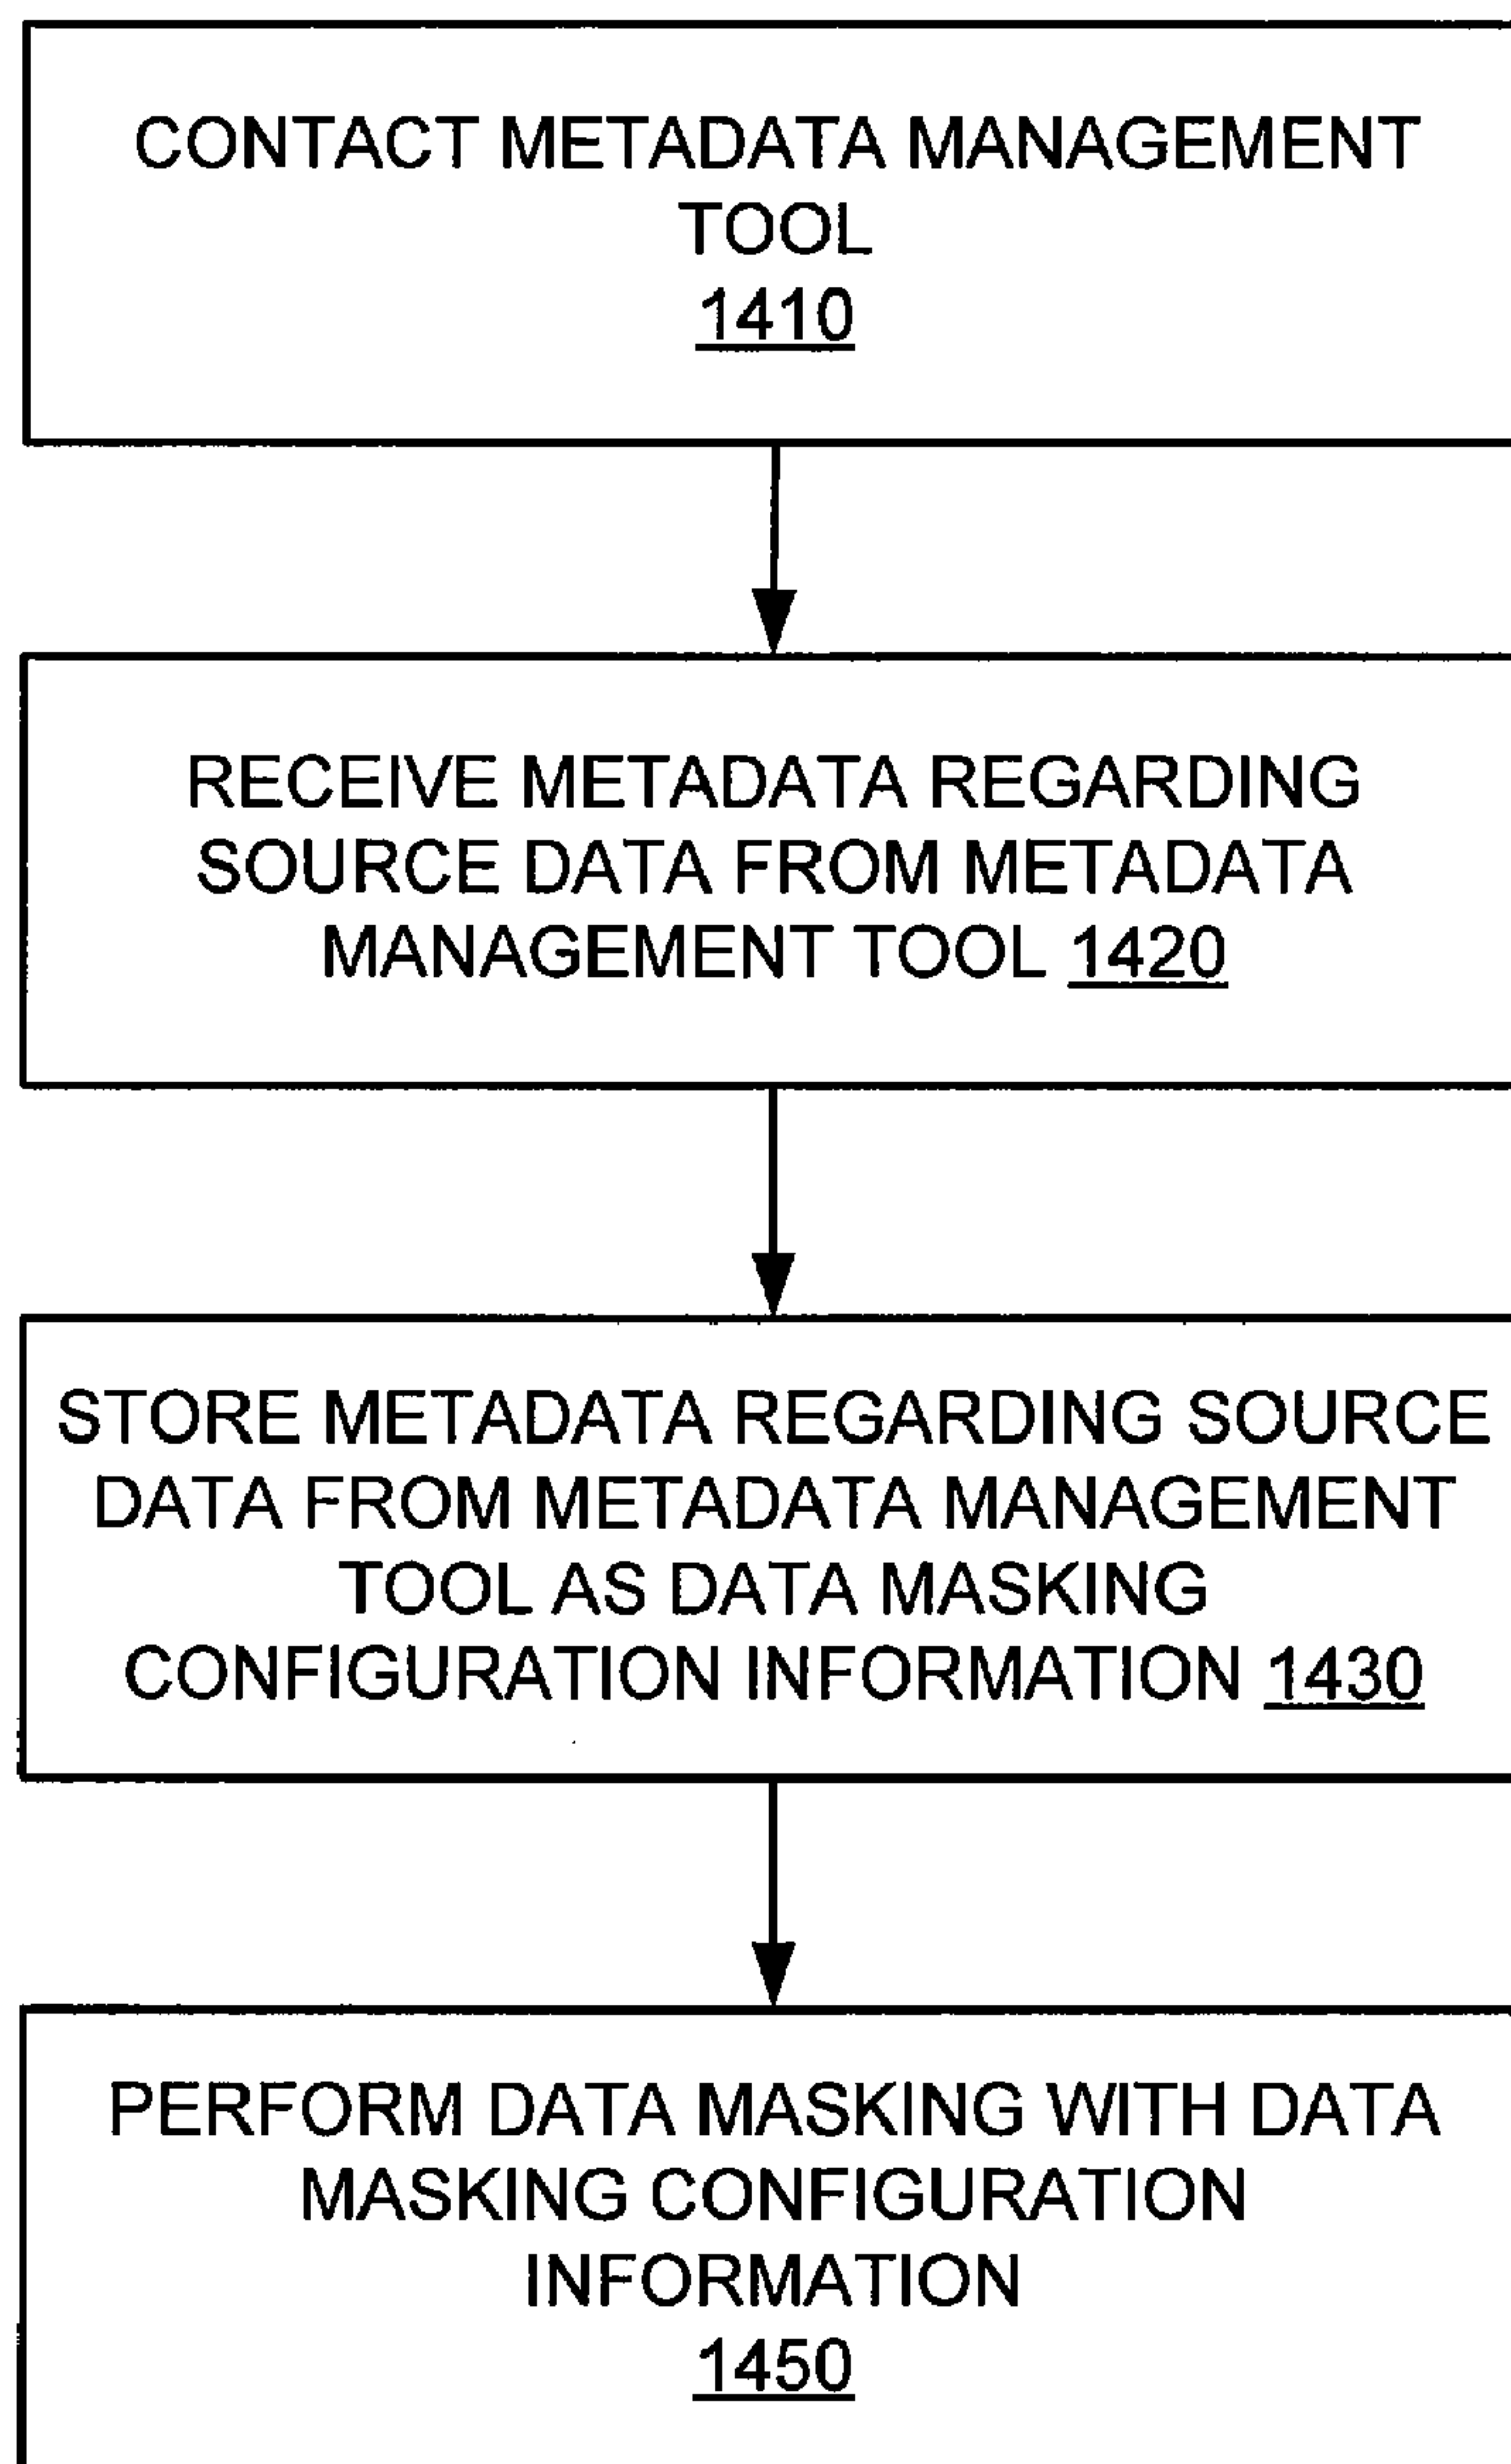 CONTACT METADATA MANAGEMENT
TOOL
1410
RECEIVE METADATA REGARDING
SOURCE DATA FROM METADATA
MANAGEMENT TOOL 1420
STORE METADATA REGARDING SOURCE
DATA FROM METADATA MANAGEMENT
TOOL AS DATA MASKING
CONFIGURATION INFORMATION 1430
PERFORM DATA MASKING WITH DATA
MASKING CONFIGURATION
INFORMATION
1450